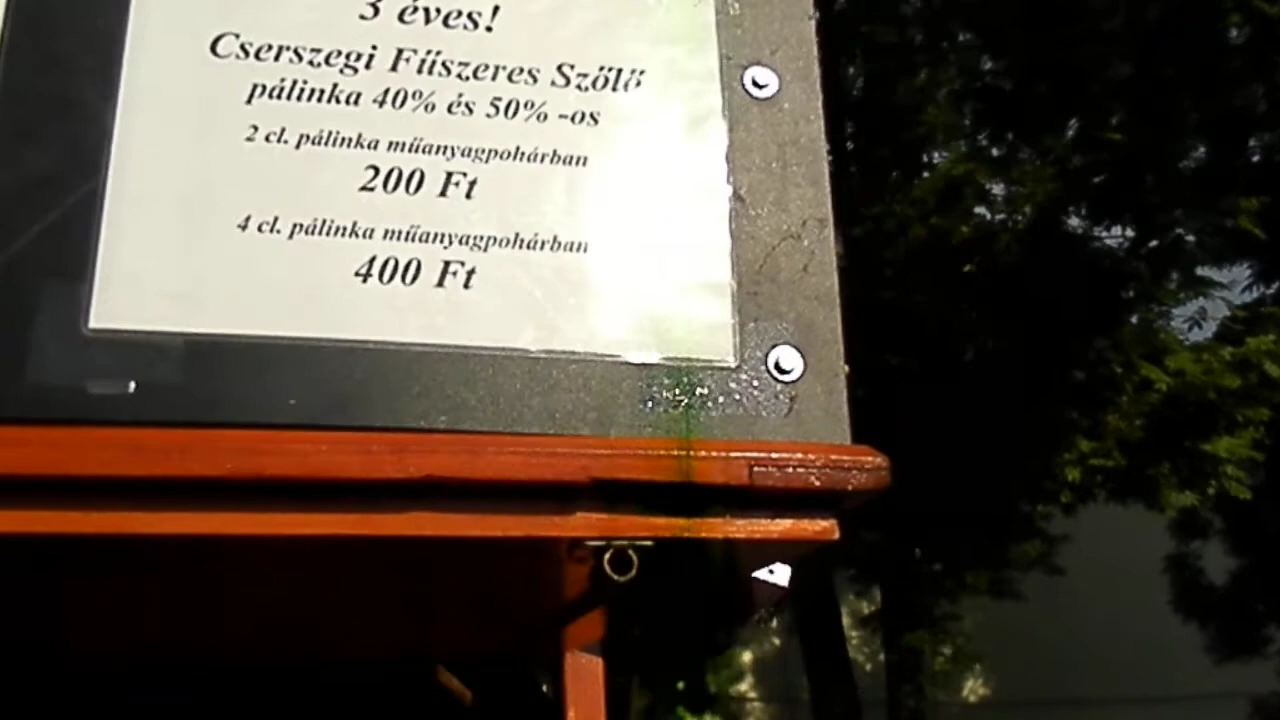 3 éves!
Cserszegi Fűszeres Szőlő
pálinka 40% és 50% -os
2 cl. pálinka műanyagpohárban
200 Ft
4 cl. pálinka műanyagpohárban
400 Ft